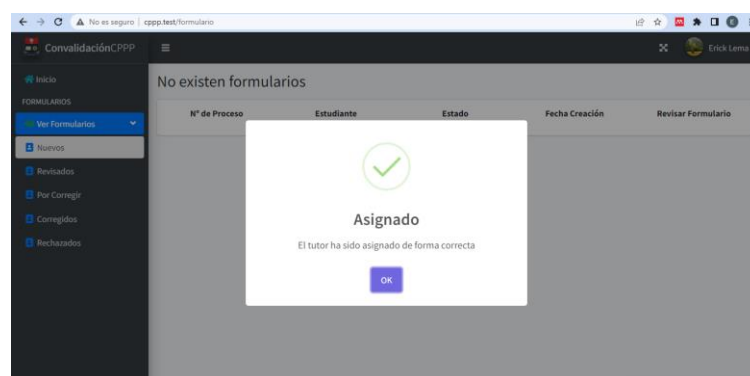 No es seguro | cppp.test/formulario
ConvalidaciónCPPP
Erick Lema
Inicio
No existen formularios
FORMULARIOS
Nº de Proceso Estudiante Estado Fecha Creación Revisar Formulario
Ver Formularios
Nuevos
Revisados
Por Corregir
Corregidos
Rechazados
Asignado
El tutor ha sido asignado de forma correcta
OK